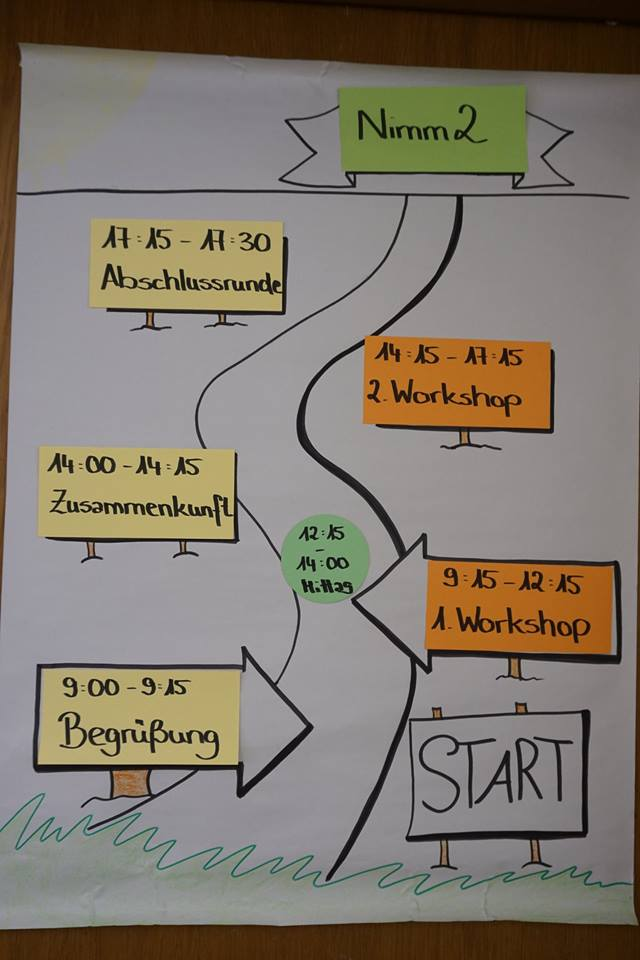 Nimm2
17:15 - 17:30
Abschlussrunde
14:15 - 17:15
2. Workshop
14:00 - 14:15
Zusammenkunft
12:15
-
14:00
Mittag
9:15 - 12:15
1. Workshop
9:00 - 9:15
Begrüßung
START